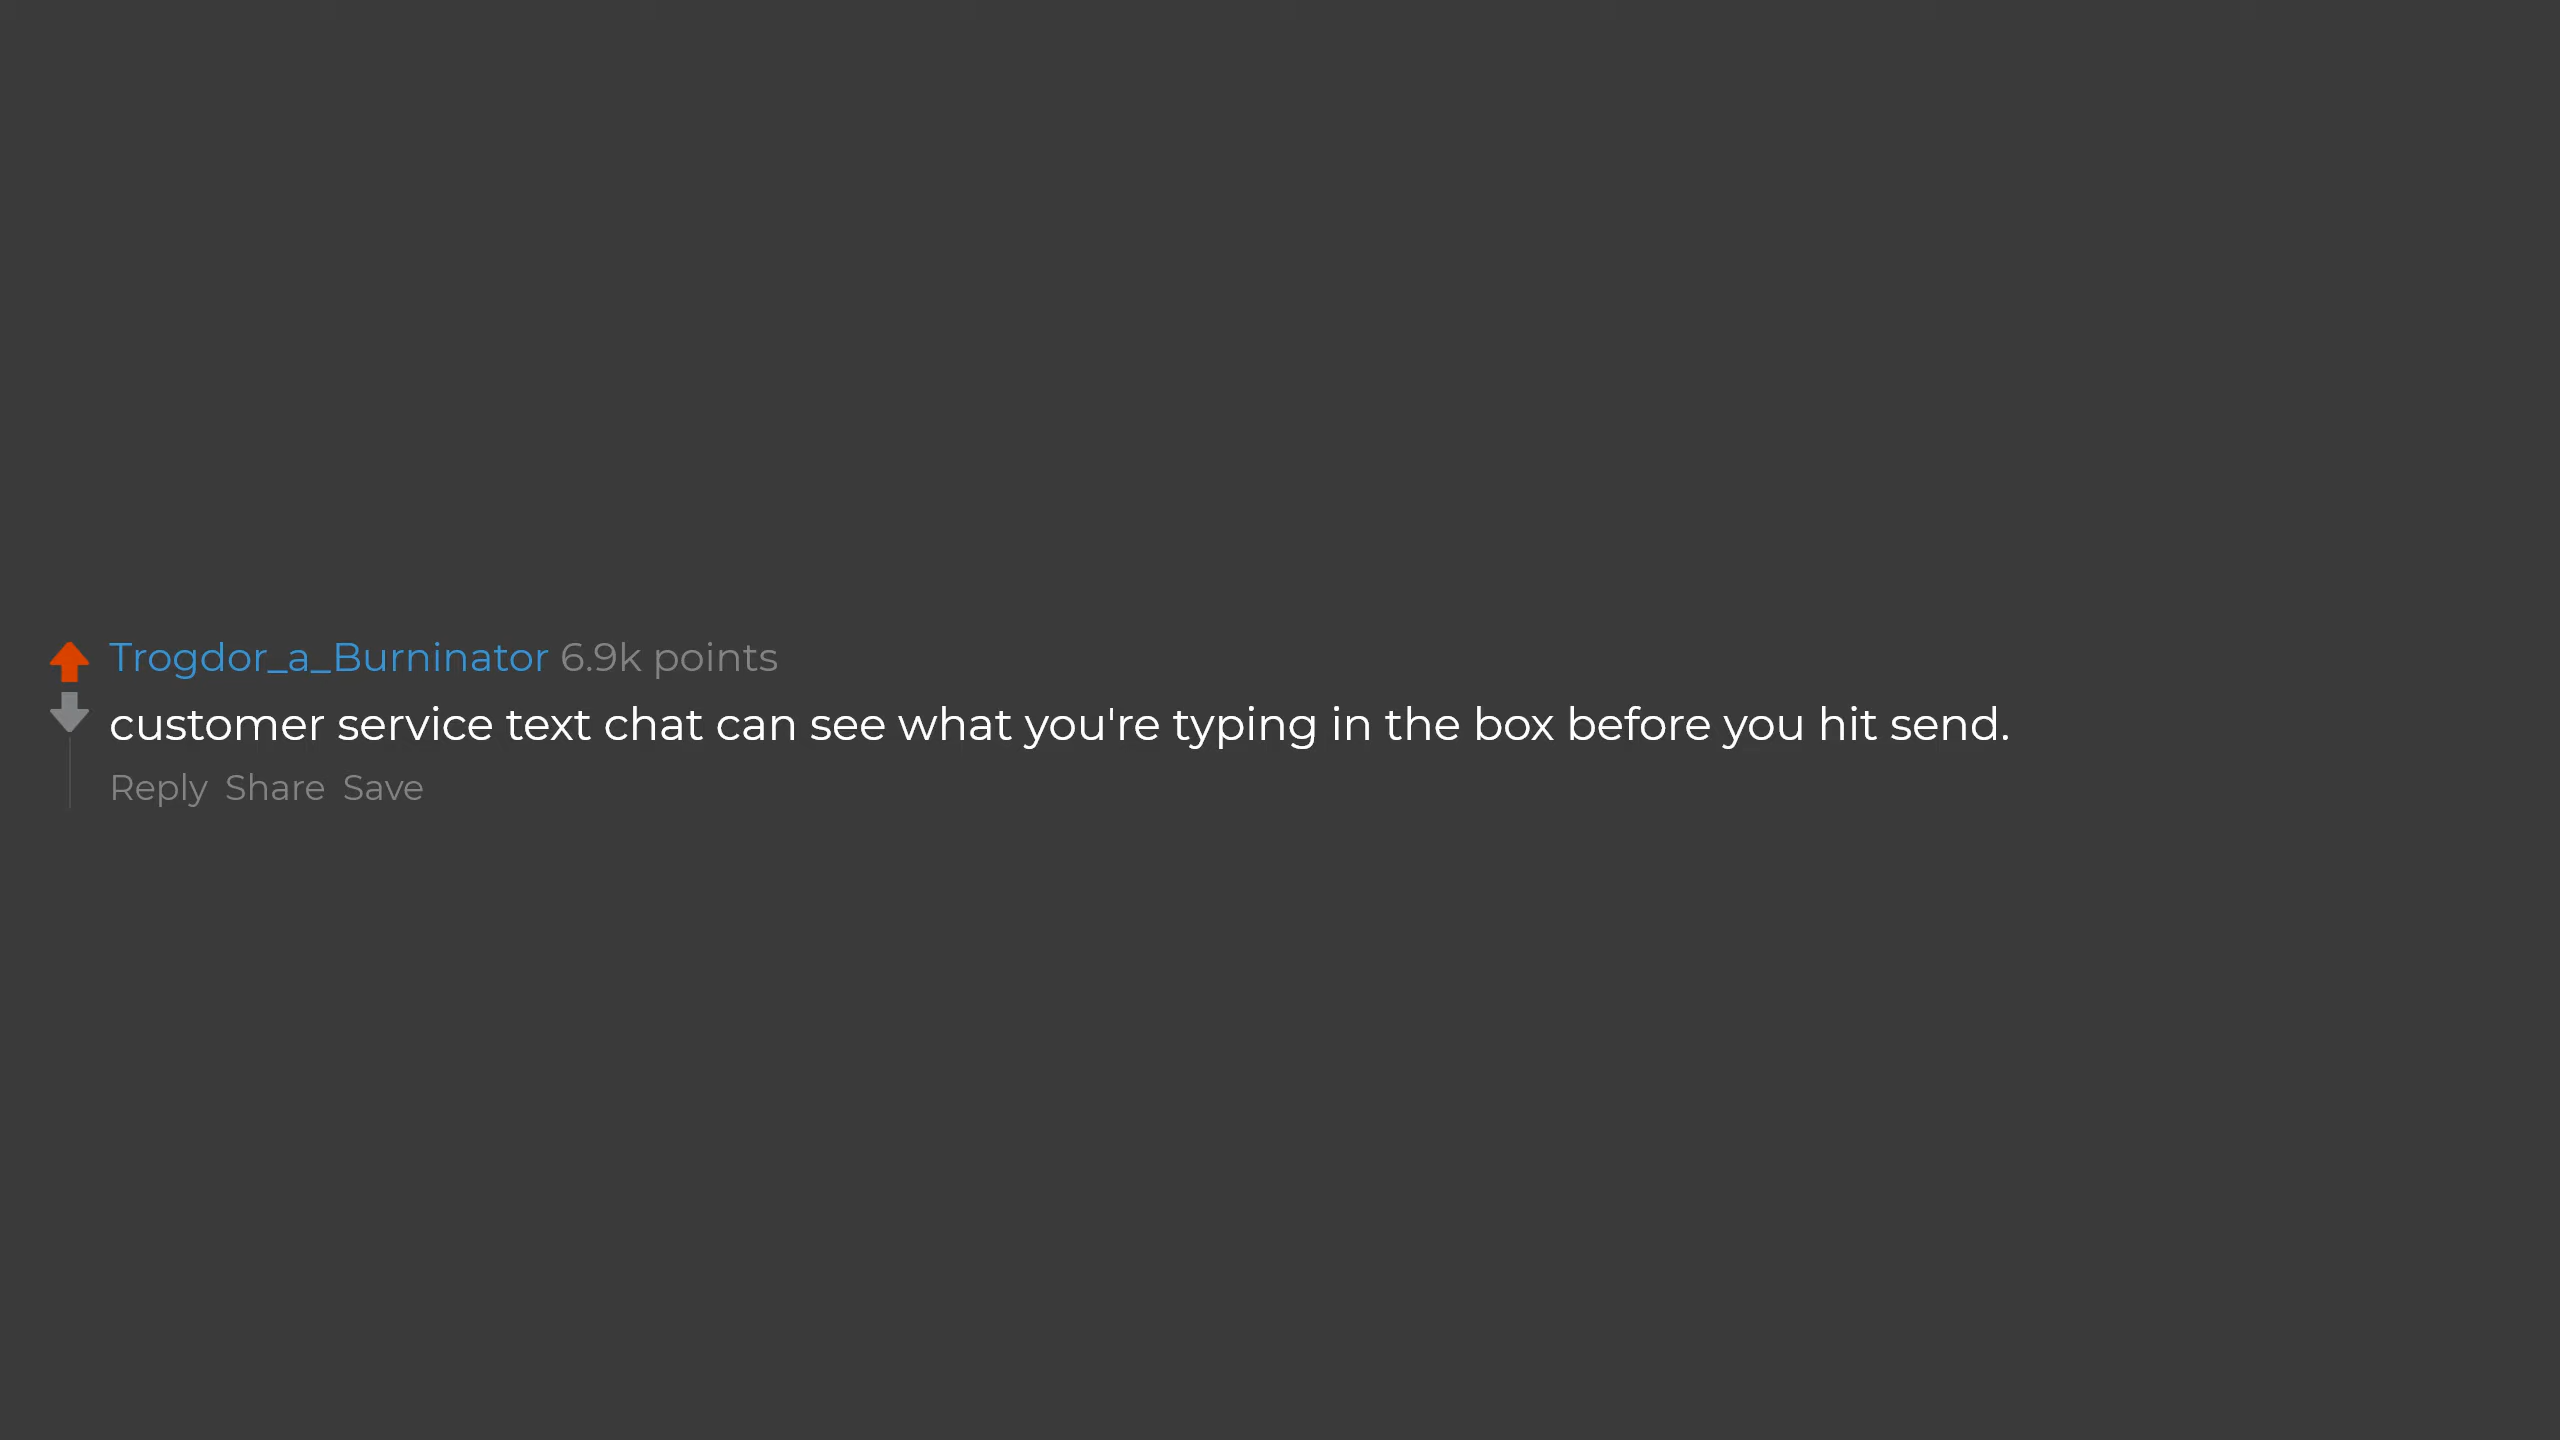 Trogdor_a_Burninator 6.9k points
customer service text chat can see what you're typing in the box before you hit send.
Reply Share Save